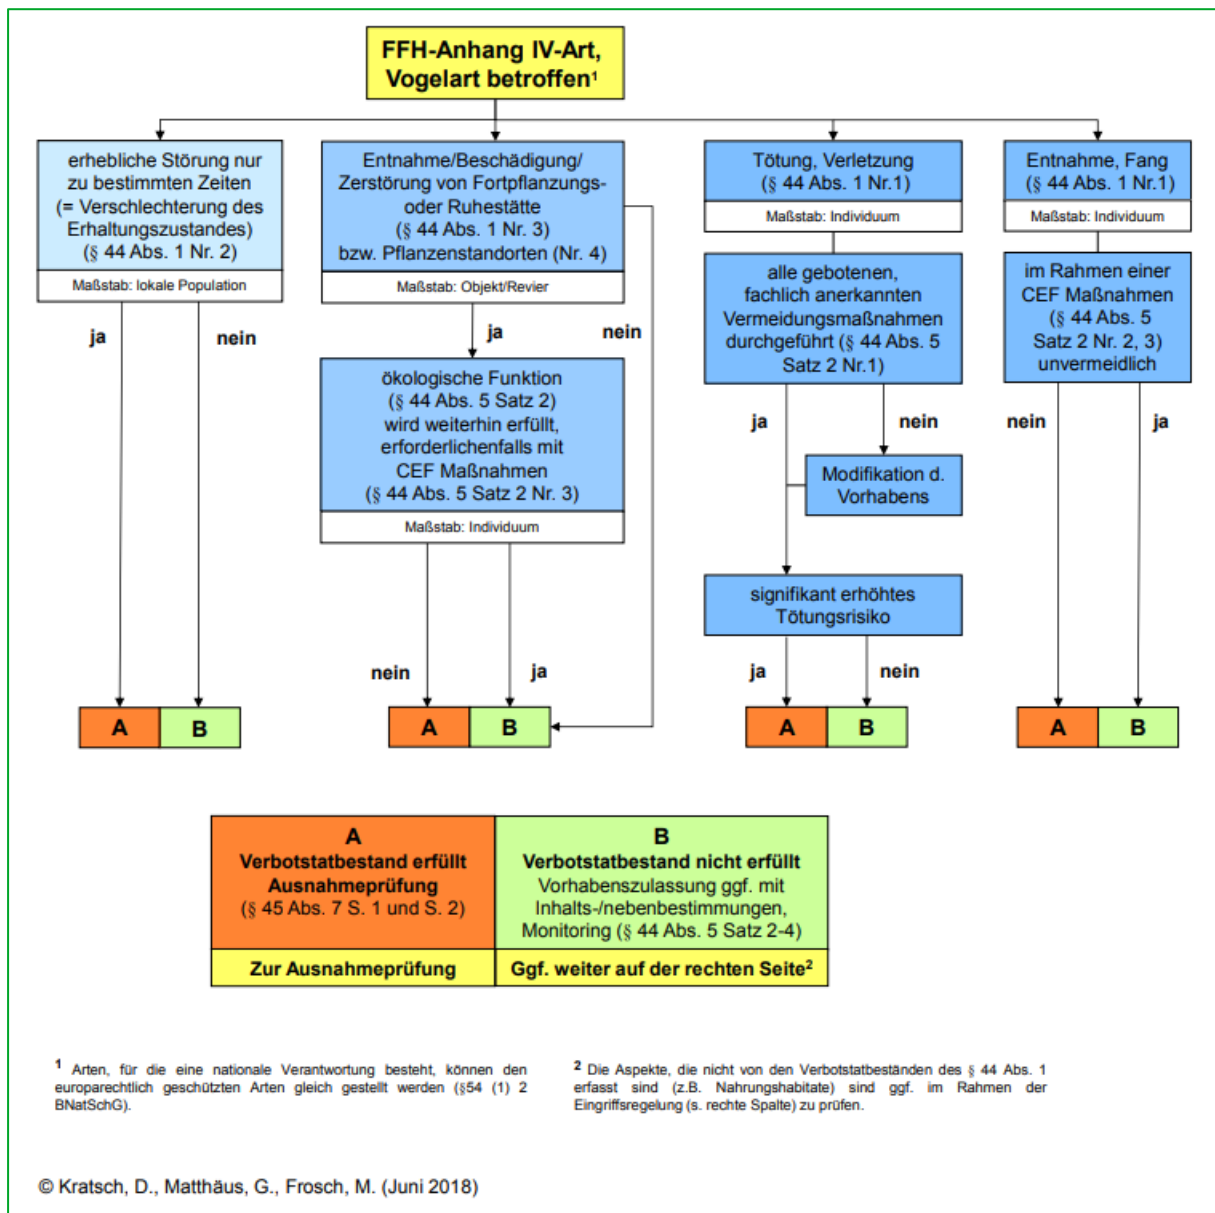 FFH-Anhang IV-Art,
Vogelart betroffen¹
erhebliche Störung nur
zu bestimmten Zeiten
(= Verschlechterung des
Erhaltungszustandes)
(§ 44 Abs. 1 Nr. 2)
Maßstab: lokale Population
ja
nein
A
B
Entnahme/Beschädigung/
Zerstörung von Fortpflanzungs-
oder Ruhestätte
(§ 44 Abs. 1 Nr. 3)
bzw. Pflanzenstandorten (Nr. 4)
Maßstab: Objekt/Revier
ja
nein
ökologische Funktion
(§ 44 Abs. 5 Satz 2)
wird weiterhin erfüllt,
erforderlichenfalls mit
CEF Maßnahmen
(§ 44 Abs. 5 Satz 2 Nr. 3)
Maßstab: Individuum
nein
ja
A
B
Tötung, Verletzung
(§ 44 Abs. 1 Nr.1)
Maßstab: Individuum
alle gebotenen,
fachlich anerkannten
Vermeidungsmaßnahmen
durchgeführt (§ 44 Abs. 5
Satz 2 Nr.1)
ja
nein
Modifikation d.
Vorhabens
signifikant erhöhtes
Tötungsrisiko
ja
nein
A
B
Entnahme, Fang
(§ 44 Abs. 1 Nr.1)
Maßstab: Individuum
im Rahmen einer
CEF Maßnahmen
(§ 44 Abs. 5
Satz 2 Nr. 2, 3)
unvermeidlich
nein
ja
A
B
A
Verbotstatbestand erfüllt
Ausnahmeprüfung
(§ 45 Abs. 7 S. 1 und S. 2)
Zur Ausnahmeprüfung
B
Verbotstatbestand nicht erfüllt
Vorhabenszulassung ggf. mit
Inhalts-/nebenbestimmungen,
Monitoring (§ 44 Abs. 5 Satz 2-4)
Ggf. weiter auf der rechten Seite²
¹ Arten, für die eine nationale Verantwortung besteht, können den
europarechtlich geschützten Arten gleich gestellt werden (§54 (1) 2
BNatSchG).
² Die Aspekte, die nicht von den Verbotstatbeständen des § 44 Abs. 1
erfasst sind (z.B. Nahrungshabitate) sind ggf. im Rahmen der
Eingriffsregelung (s. rechte Spalte) zu prüfen.
© Kratsch, D., Matthäus, G., Frosch, M. (Juni 2018)